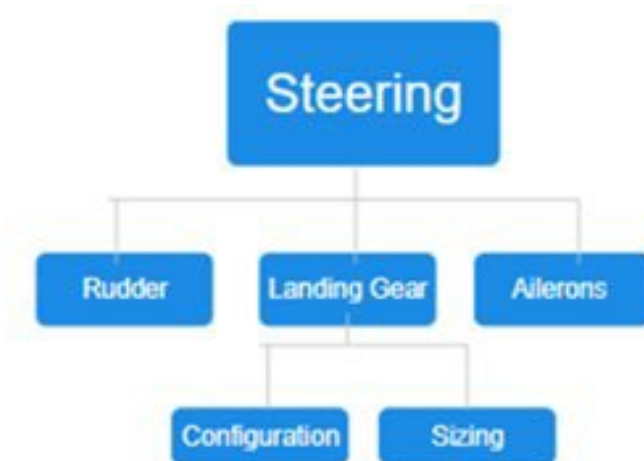 Steering
Rudder
Landing Gear
Ailerons
Configuration
Sizing